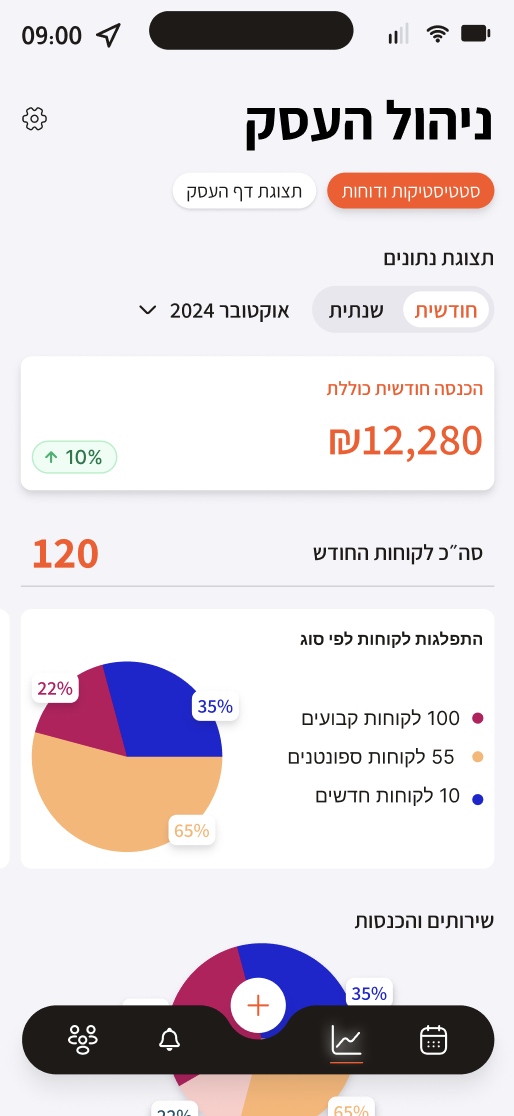 09:00
ניהול העסק
סטטיסטיקות ודוחות
תצוגת דף העסק
תצוגת נתונים
חודשית
שנתית
אוקטובר 2024
הכנסה חודשית כוללת
₪12,280
10%
סה״כ לקוחות החודש
120
התפלגות לקוחות לפי סוג
100 לקוחות קבועים
55 לקוחות ספונטנים
10 לקוחות חדשים
22%
35%
65%
שירותים והכנסות
35%
65%
22%